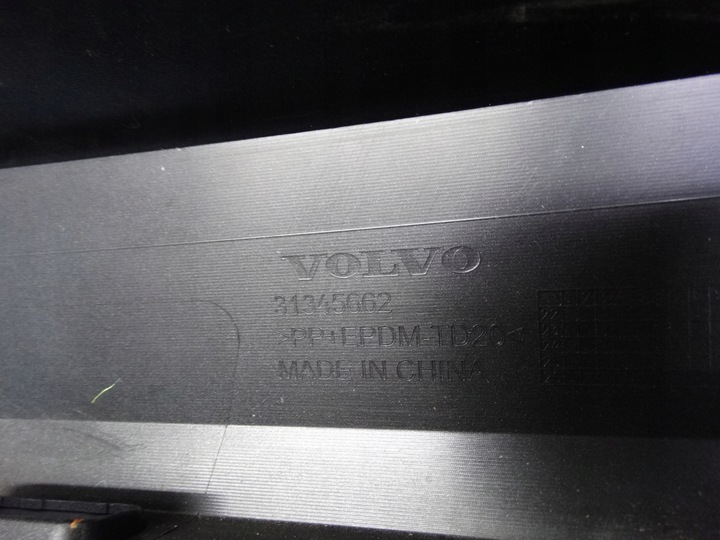 VOLVO
31345662
>PP+EPDM-TD20<
MADE IN CHINA